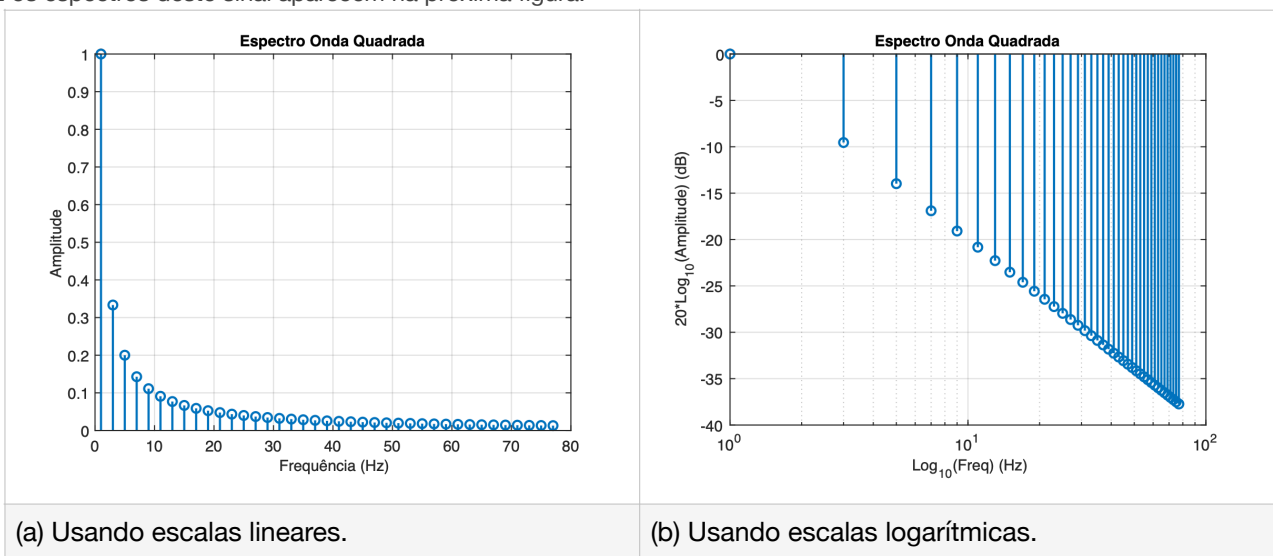 os espectros deste sinal aparecem na próxima figura:
Espectro Onda Quadrada
1
0.9
0.8
0.7
0.6
0.5
0.4
0.3
0.2
0.1
0
Amplitude
0 10 20 30 40 50 60 70 80
Frequência (Hz)
Espectro Onda Quadrada
0
-5
-10
-15
-20
-25
-30
-35
-40
20*Log10(Amplitude) (dB)
10^0 10^1 10^2
Log10(Freq) (Hz)
(a) Usando escalas lineares.
(b) Usando escalas logarítmicas.